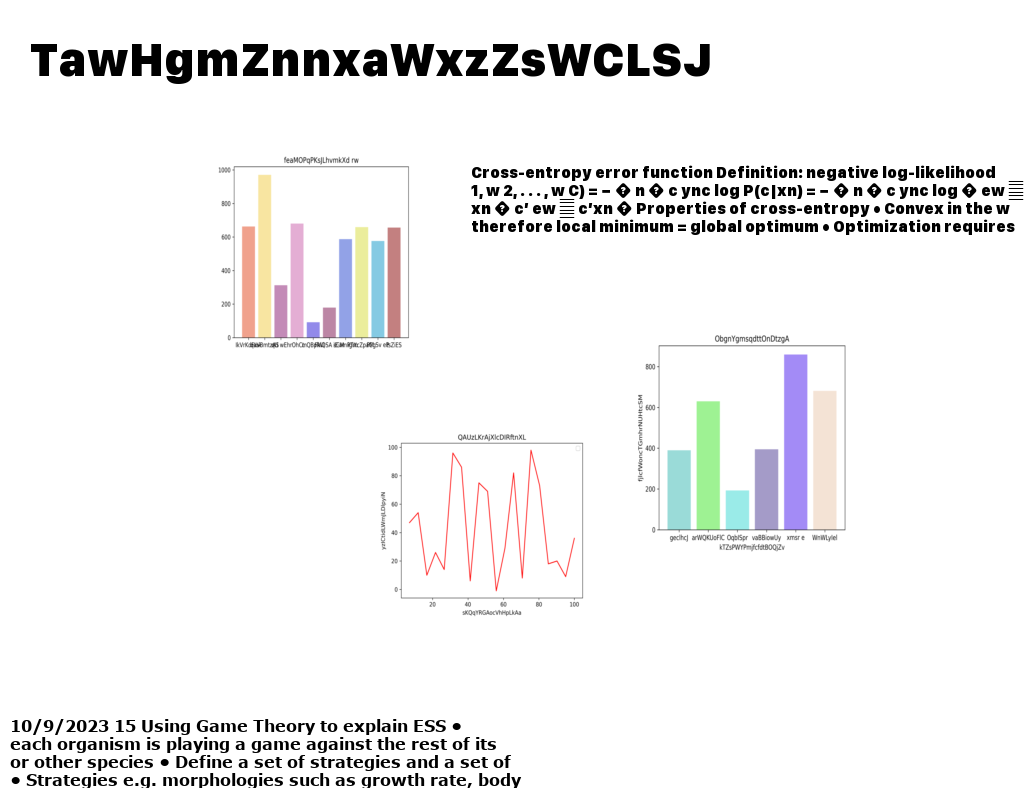 TawHgmZnnxaWxzZsWCLSJ
feaMOPqPKsJLhvmkXd rw
1000
800
600
400
200
0
Cross-entropy error function Definition: negative log-likelihood
1, w 2, . . . , w C) = − � n � c ync log P(c|xn) = − � n � c ync log � ew
xn � c′ ew c′xn � Properties of cross-entropy • Convex in the w
therefore local minimum = global optimum • Optimization requires
ObgnYgmsqdttOnDtzgA
800
600
400
200
0
geclhcJ arWQKUoFIC OqblSpr vaBBiowUy xmsr e WnWLyIel
kTZsPWYPmjfcfdtBOQjZv
QAUzLKrAjXIcDIRftnXL
100
80
60
40
20
0
20 40 60 80 100
sKQqYRGAocVhHpLkAa
10/9/2023 15 Using Game Theory to explain ESS •
each organism is playing a game against the rest of its
or other species • Define a set of strategies and a set of
• Strategies e.g. morphologies such as growth rate, body